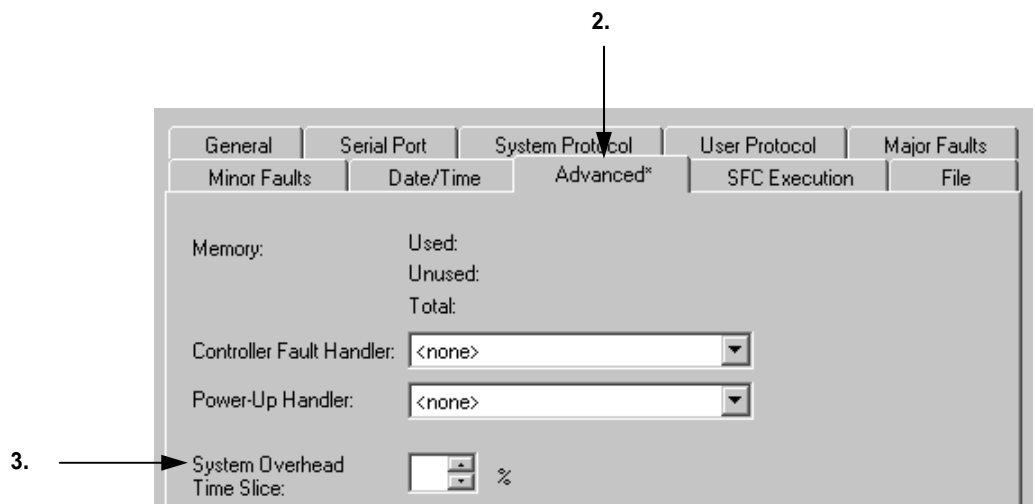 2.
General Serial Port System Protocol User Protocol Major Faults
Minor Faults Date/Time Advanced* SFC Execution File
Memory: Used:
Unused:
Total:
Controller Fault Handler: <none>
Power-Up Handler: <none>
3. System Overhead
Time Slice: %